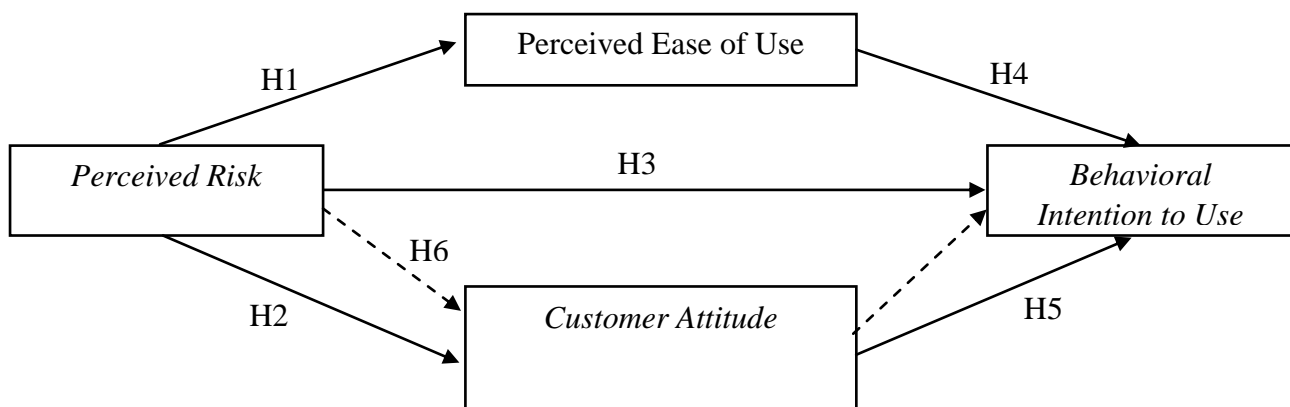 Perceived Ease of Use
H1
H4
Perceived Risk
H3
Behavioral
Intention to Use
H6
H2
Customer Attitude
H5